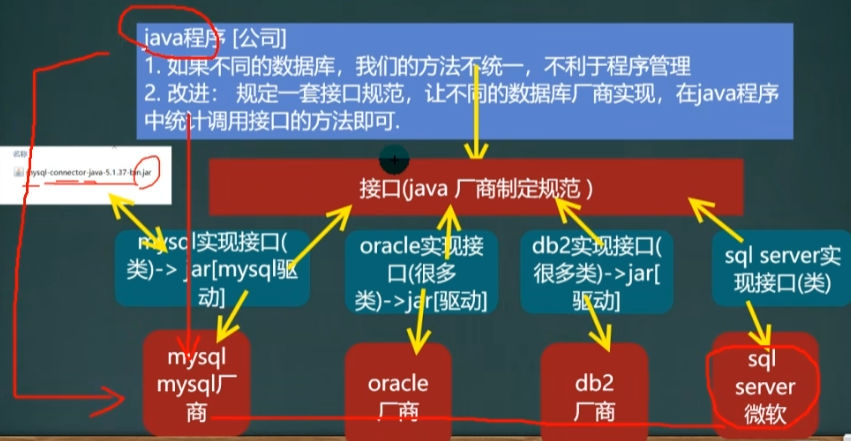 java程序 [公司]
1. 如果不同的数据库，我们的方法不统一，不利于程序管理
2. 改进： 规定一套接口规范，让不同的数据库厂商实现，在java程序
中统计调用接口的方法即可.
名称
mysql-connector-java-5.1.37-bin.jar
接口(java 厂商制定规范 )
mysql实现接口(
类)-> jar[mysql驱
动]
oracle实现接
口(很多
类)->jar[驱动]
db2实现接口(
很多类)->jar[
驱动]
sql server实
现接口(类)
mysql
mysql厂
商
oracle
厂商
db2
厂商
sql
server
微软